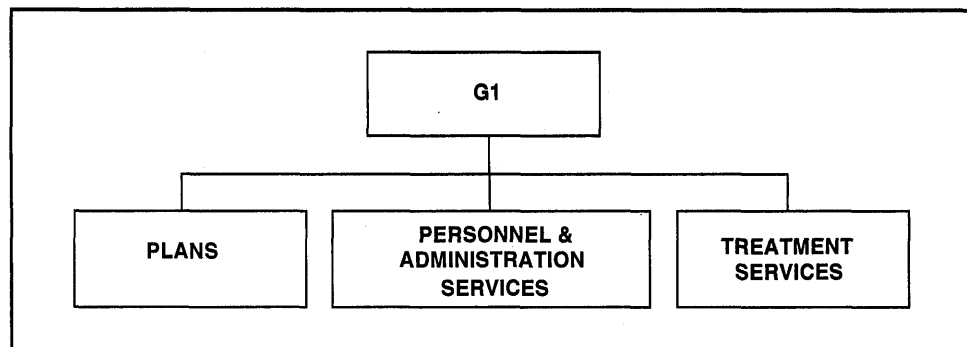 G1
PLANS
PERSONNEL &
ADMINISTRATION
SERVICES
TREATMENT
SERVICES